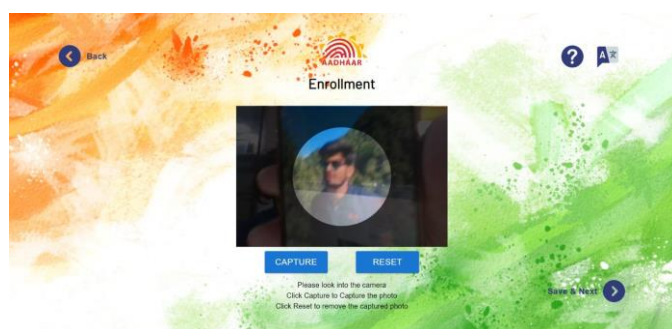 Back
AADHAAR
?
A
Enrollment
CAPTURE RESET
Please look into the camera
Click Capture to Capture the photo
Click Reset to remove the captured photo
Save & Next